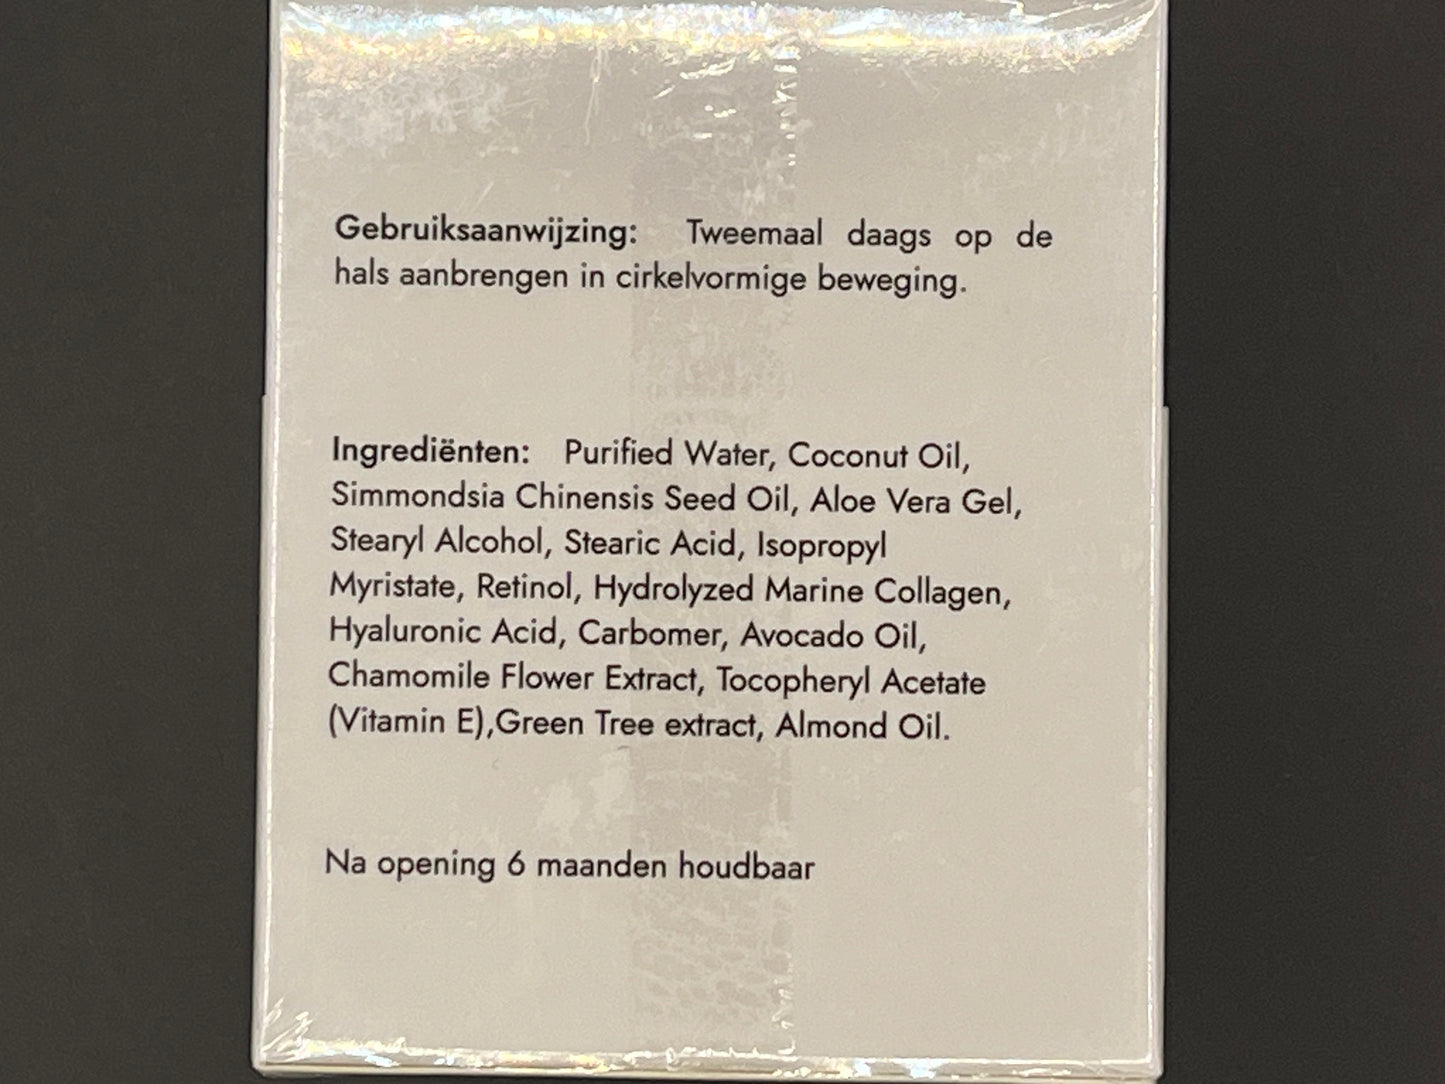 Gebruiksaanwijzing: Tweemaal daags op de
hals aanbrengen in cirkelvormige beweging.
Ingrediënten: Purified Water, Coconut Oil,
Simmondsia Chinensis Seed Oil, Aloe Vera Gel,
Stearyl Alcohol, Stearic Acid, Isopropyl
Myristate, Retinol, Hydrolyzed Marine Collagen,
Hyaluronic Acid, Carbomer, Avocado Oil,
Chamomile Flower Extract, Tocopheryl Acetate
(Vitamin E),Green Tree extract, Almond Oil.
Na opening 6 maanden houdbaar